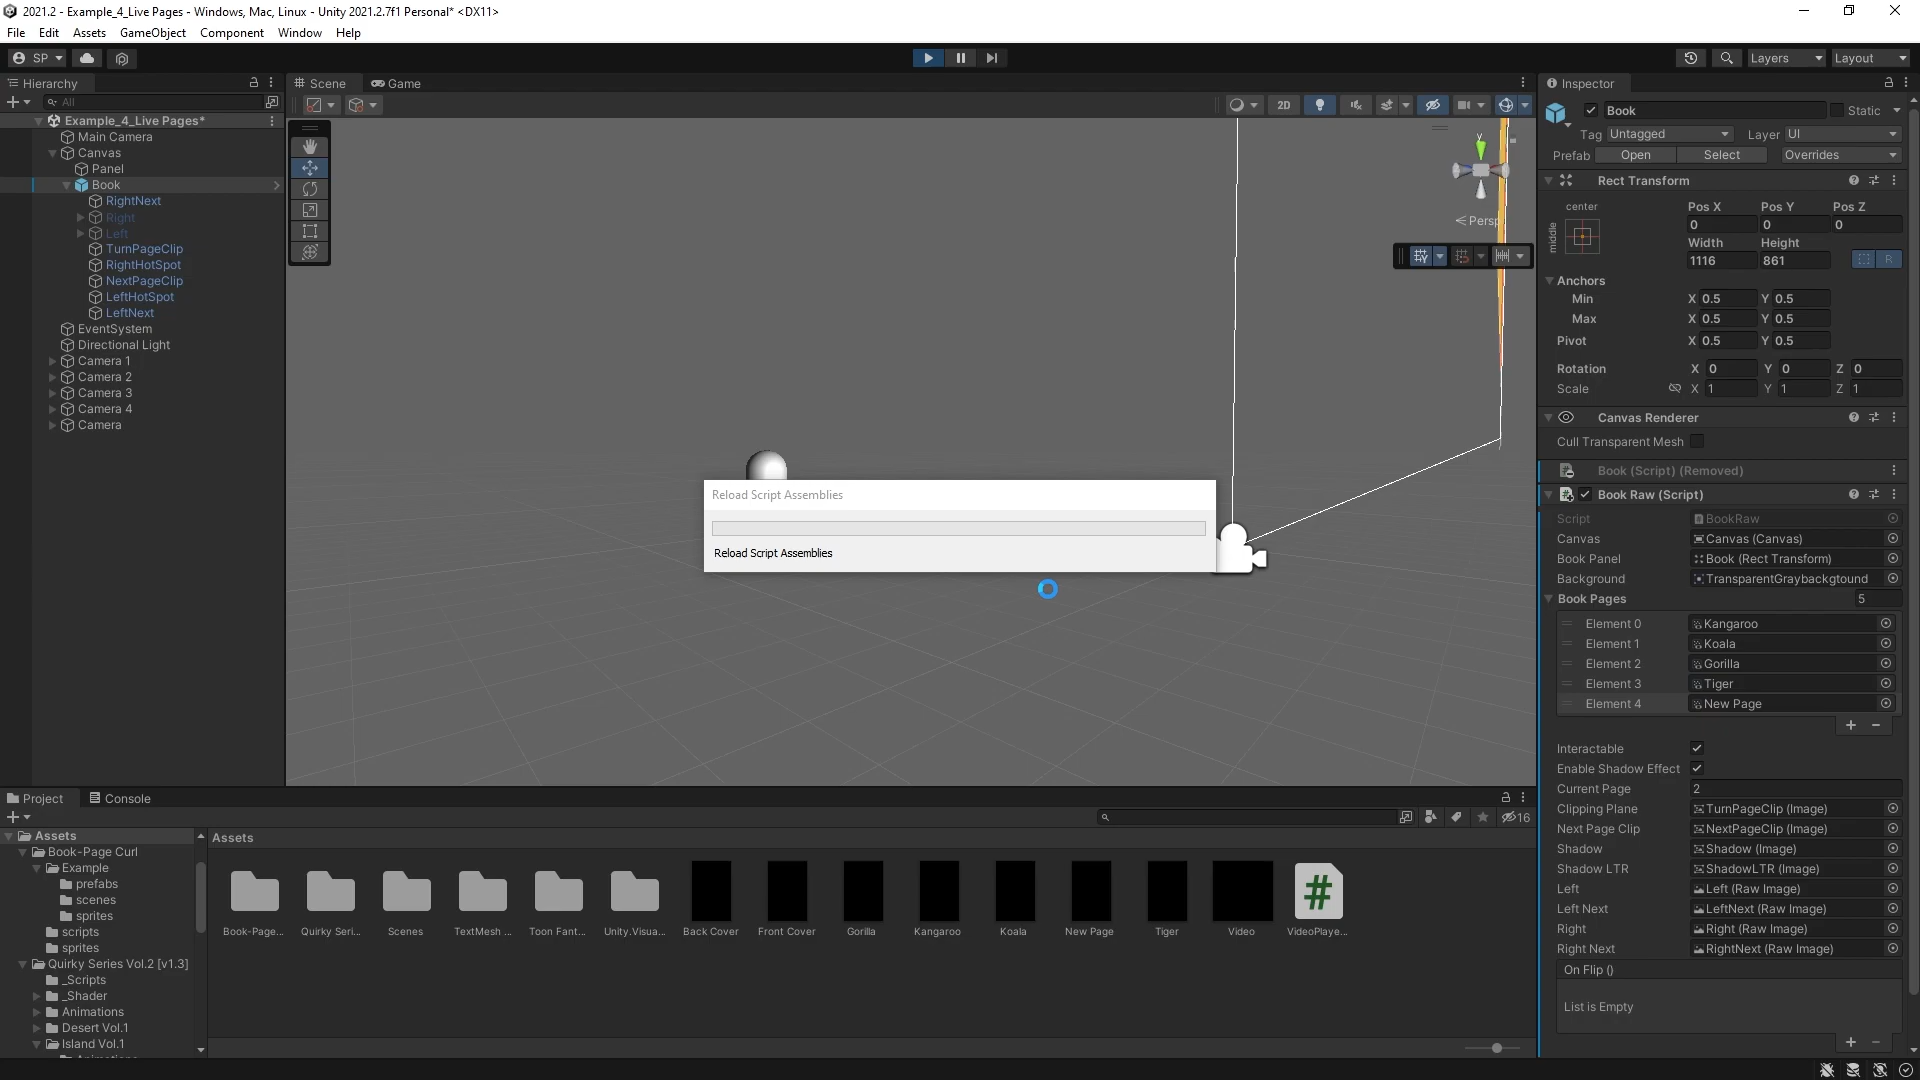 2021.2 - Example_4_Live Pages - Windows, Mac, Linux - Unity 2021.2.7f1 Personal* <DX11>
File Edit Assets GameObject Component Window Help
SP Layers Layout
Hierarchy
All
Example_4_Live Pages*
Main Camera
Canvas
Panel
Book
RightNext
Right
Left
TurnPageClip
RightHotSpot
NextPageClip
LeftHotSpot
LeftNext
EventSystem
Directional Light
Camera 1
Camera 2
Camera 3
Camera 4
Camera
Scene Game
2D
y
Persp
Reload Script Assemblies
Reload Script Assemblies
Inspector
Book Static
Tag Untagged Layer UI
Prefab Open Select Overrides
Rect Transform
center
middle
Pos X Pos Y Pos Z
0 0 0
Width Height
1116 861 R
Anchors
Min X 0.5 Y 0.5
Max X 0.5 Y 0.5
Pivot X 0.5 Y 0.5
Rotation X 0 Y 0 Z 0
Scale X 1 Y 1 Z 1
Canvas Renderer
Cull Transparent Mesh
Book (Script) (Removed)
Book Raw (Script)
Script BookRaw
Canvas Canvas (Canvas)
Book Panel Book (Rect Transform)
Background TransparentGraybackgtound
Book Pages 5
Element 0 Kangaroo
Element 1 Koala
Element 2 Gorilla
Element 3 Tiger
Element 4 New Page
+ −
Interactable
Enable Shadow Effect
Current Page 2
Clipping Plane TurnPageClip (Image)
Next Page Clip NextPageClip (Image)
Shadow Shadow (Image)
Shadow LTR ShadowLTR (Image)
Left Left (Raw Image)
Left Next LeftNext (Raw Image)
Right Right (Raw Image)
Right Next RightNext (Raw Image)
On Flip ()
List is Empty
+ −
Project Console
16
Assets
Book-Page Curl
Example
prefabs
scenes
sprites
scripts
sprites
Quirky Series Vol.2 [v1.3]
_Scripts
_Shader
Animations
Desert Vol.1
Island Vol.1
Assets
#
Book-Page... Quirky Seri... Scenes TextMesh ... Toon Fant... Unity.Visua... Back Cover Front Cover Gorilla Kangaroo Koala New Page Tiger Video VideoPlaye...